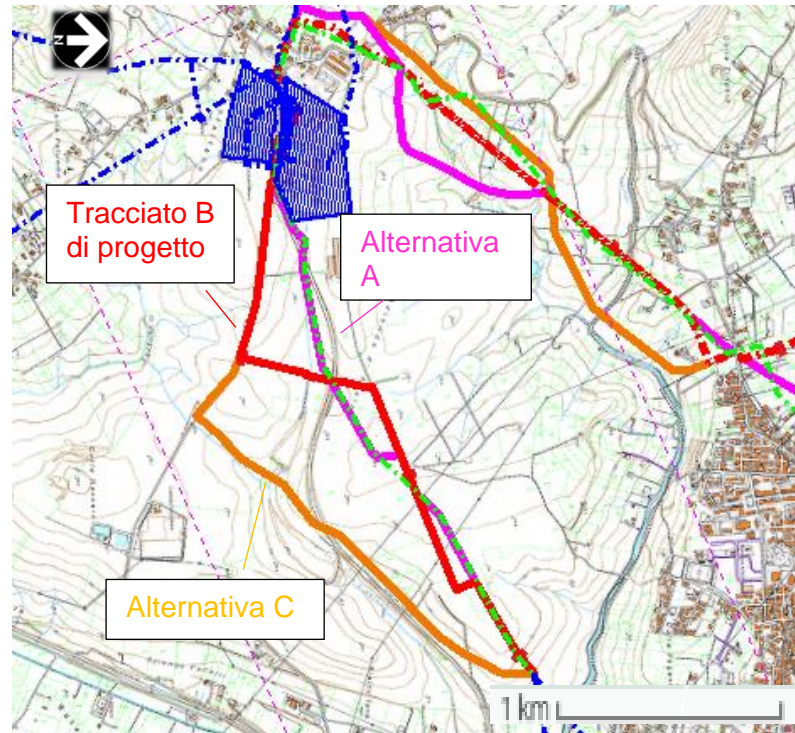 N
Tracciato B
di progetto
Alternativa
A
Alternativa C
1 km